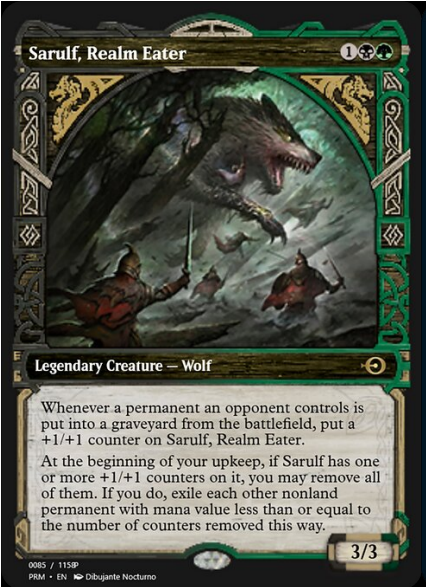 Sarulf, Realm Eater 1
Legendary Creature — Wolf
Whenever a permanent an opponent controls is
put into a graveyard from the battlefield, put a
+1/+1 counter on Sarulf, Realm Eater.
At the beginning of your upkeep, if Sarulf has one
or more +1/+1 counters on it, you may remove all
of them. If you do, exile each other nonland
permanent with mana value less than or equal to
the number of counters removed this way.
3/3
0085 / 1158P
PRM • EN Dibujante Nocturno